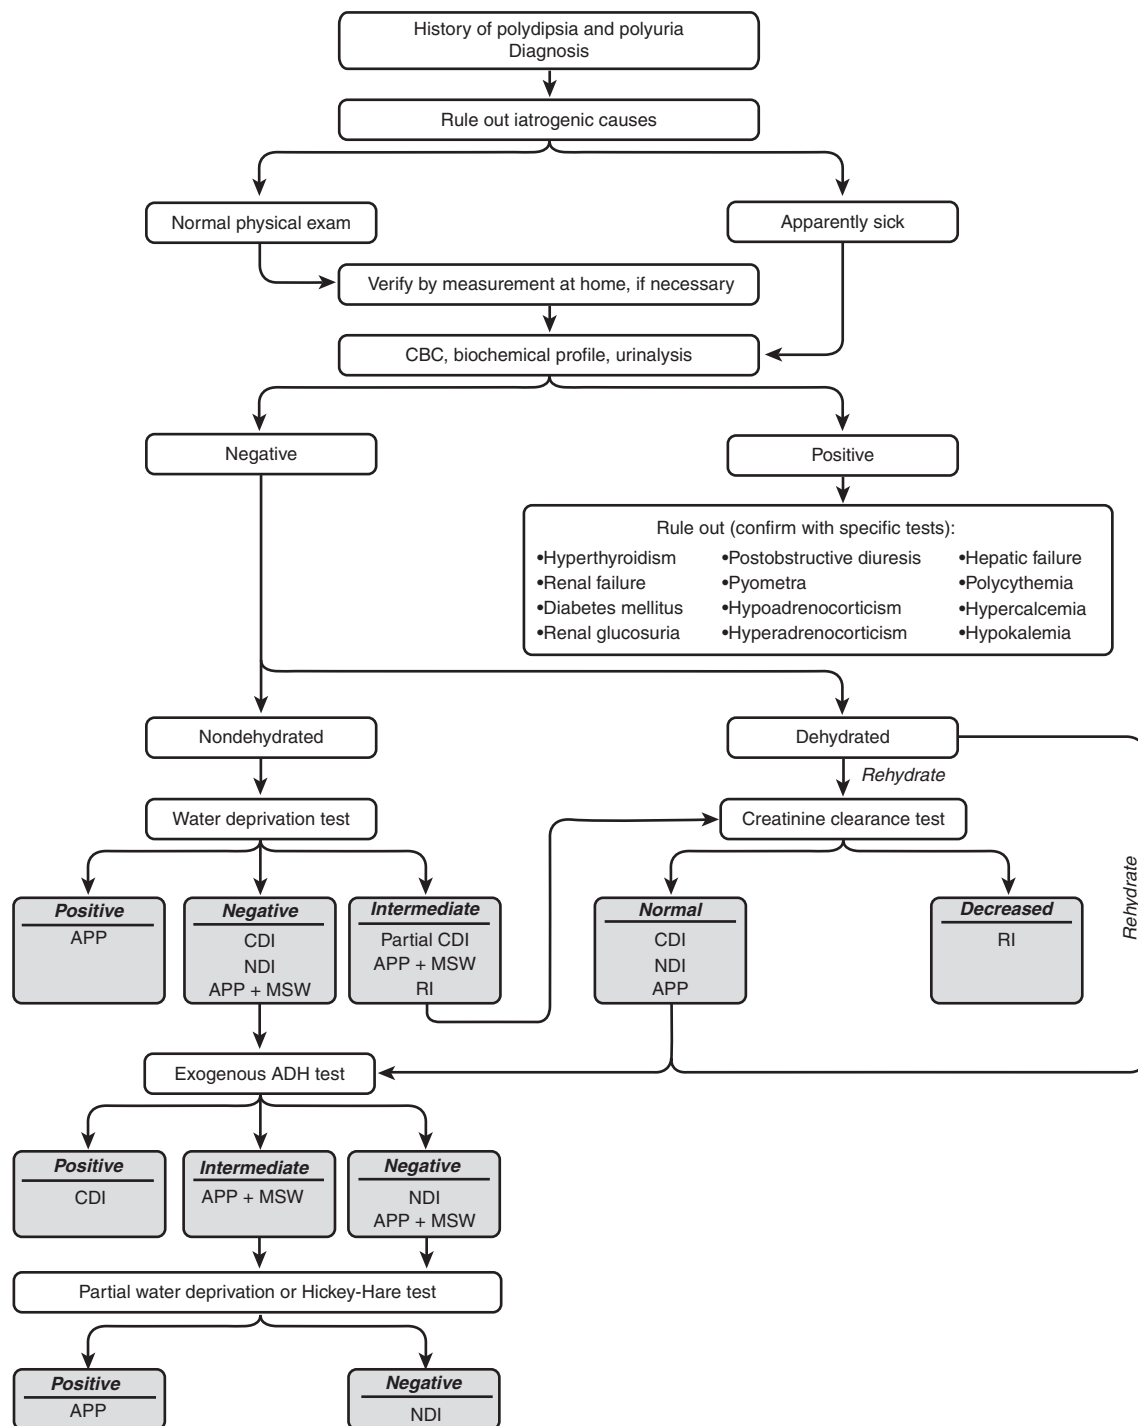 History of polydipsia and polyuria
Diagnosis
Rule out iatrogenic causes
Normal physical exam
Apparently sick
Verify by measurement at home, if necessary
CBC, biochemical profile, urinalysis
Negative
Positive
Rule out (confirm with specific tests):
•Hyperthyroidism
•Renal failure
•Diabetes mellitus
•Renal glucosuria
•Postobstructive diuresis
•Pyometra
•Hypoadrenocorticism
•Hyperadrenocorticism
•Hepatic failure
•Polycythemia
•Hypercalcemia
•Hypokalemia
Nondehydrated
Dehydrated
Rehydrate
Water deprivation test
Creatinine clearance test
Rehydrate
Positive
APP
Negative
CDI
NDI
APP + MSW
Intermediate
Partial CDI
APP + MSW
RI
Normal
CDI
NDI
APP
Decreased
RI
Exogenous ADH test
Positive
CDI
Intermediate
APP + MSW
Negative
NDI
APP + MSW
Partial water deprivation or Hickey-Hare test
Positive
APP
Negative
NDI